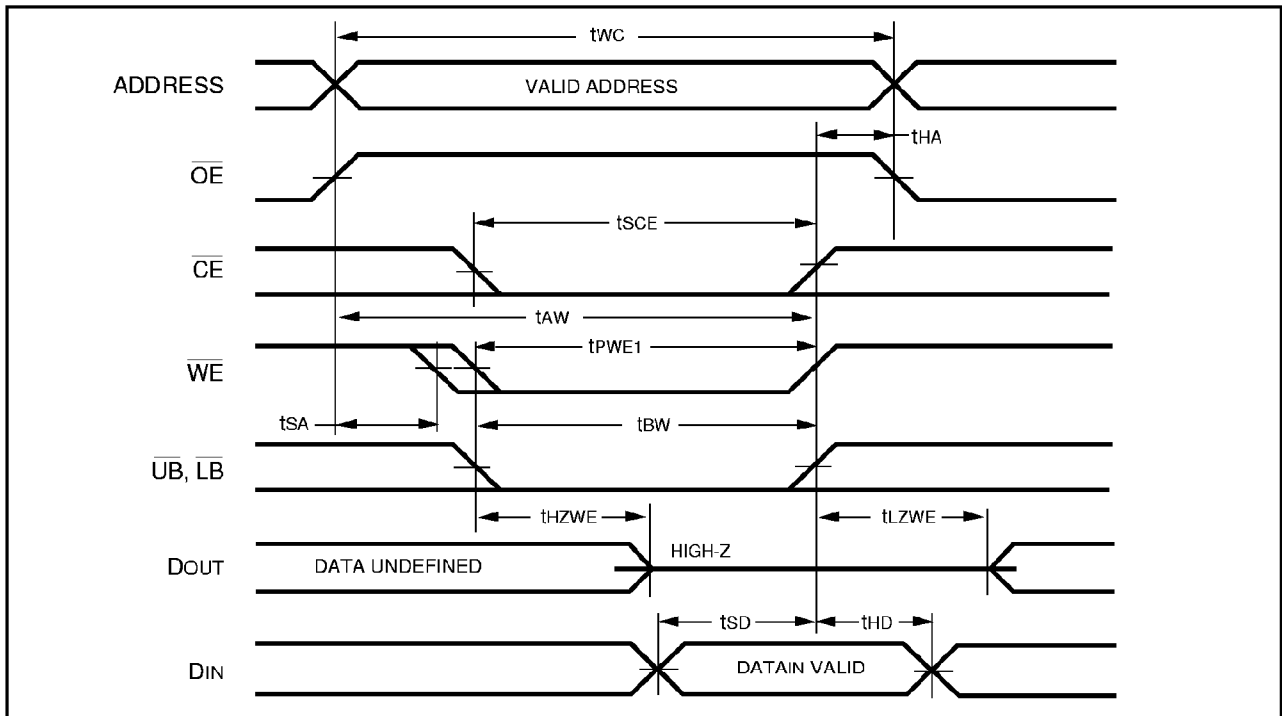 tWC
ADDRESS
VALID ADDRESS
tHA
OE
tSCE
CE
tAW
tPWE1
WE
tSA
tBW
UB, LB
tHZWE
tLZWE
HIGH-Z
DOUT
DATA UNDEFINED
tSD
tHD
DIN
DATAIN VALID